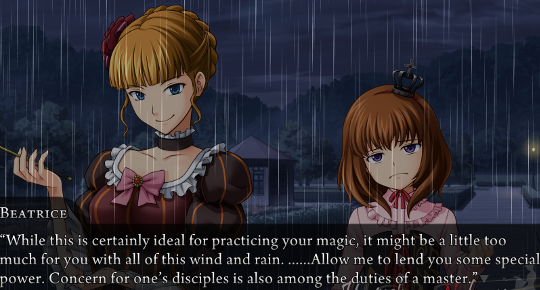 Beatrice
“While this is certainly ideal for practicing your magic, it might be a little too
much for you with all of this wind and rain. ......Allow me to lend you some special
power. Concern for one’s disciples is also among the duties of a master.”